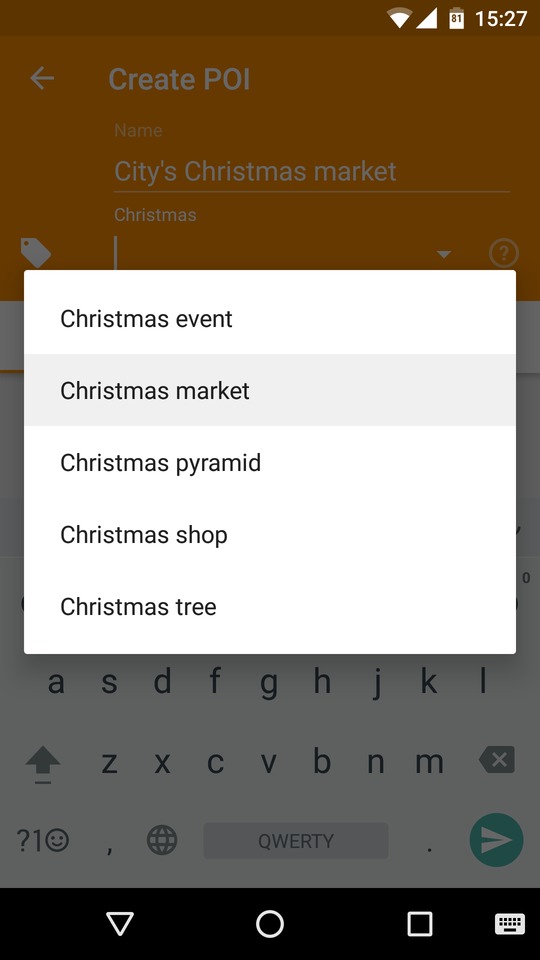 81 15:27
Create POI
Name
City's Christmas market
Christmas
?
Christmas event
Christmas market
Christmas pyramid
Christmas shop
Christmas tree
0
a s d f g h j k l
z x c v b n m
?1☺ , QWERTY .